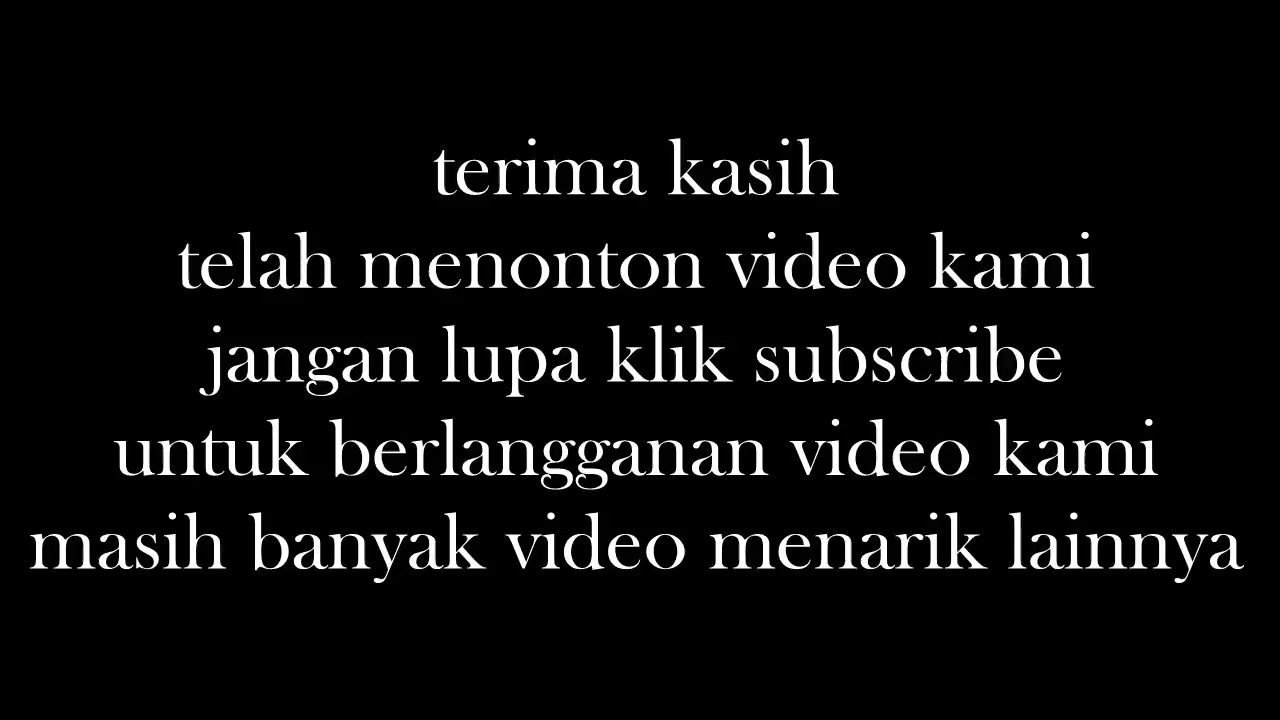 terima kasih
telah menonton video kami
jangan lupa klik subscribe
untuk berlangganan video kami
masih banyak video menarik lainnya